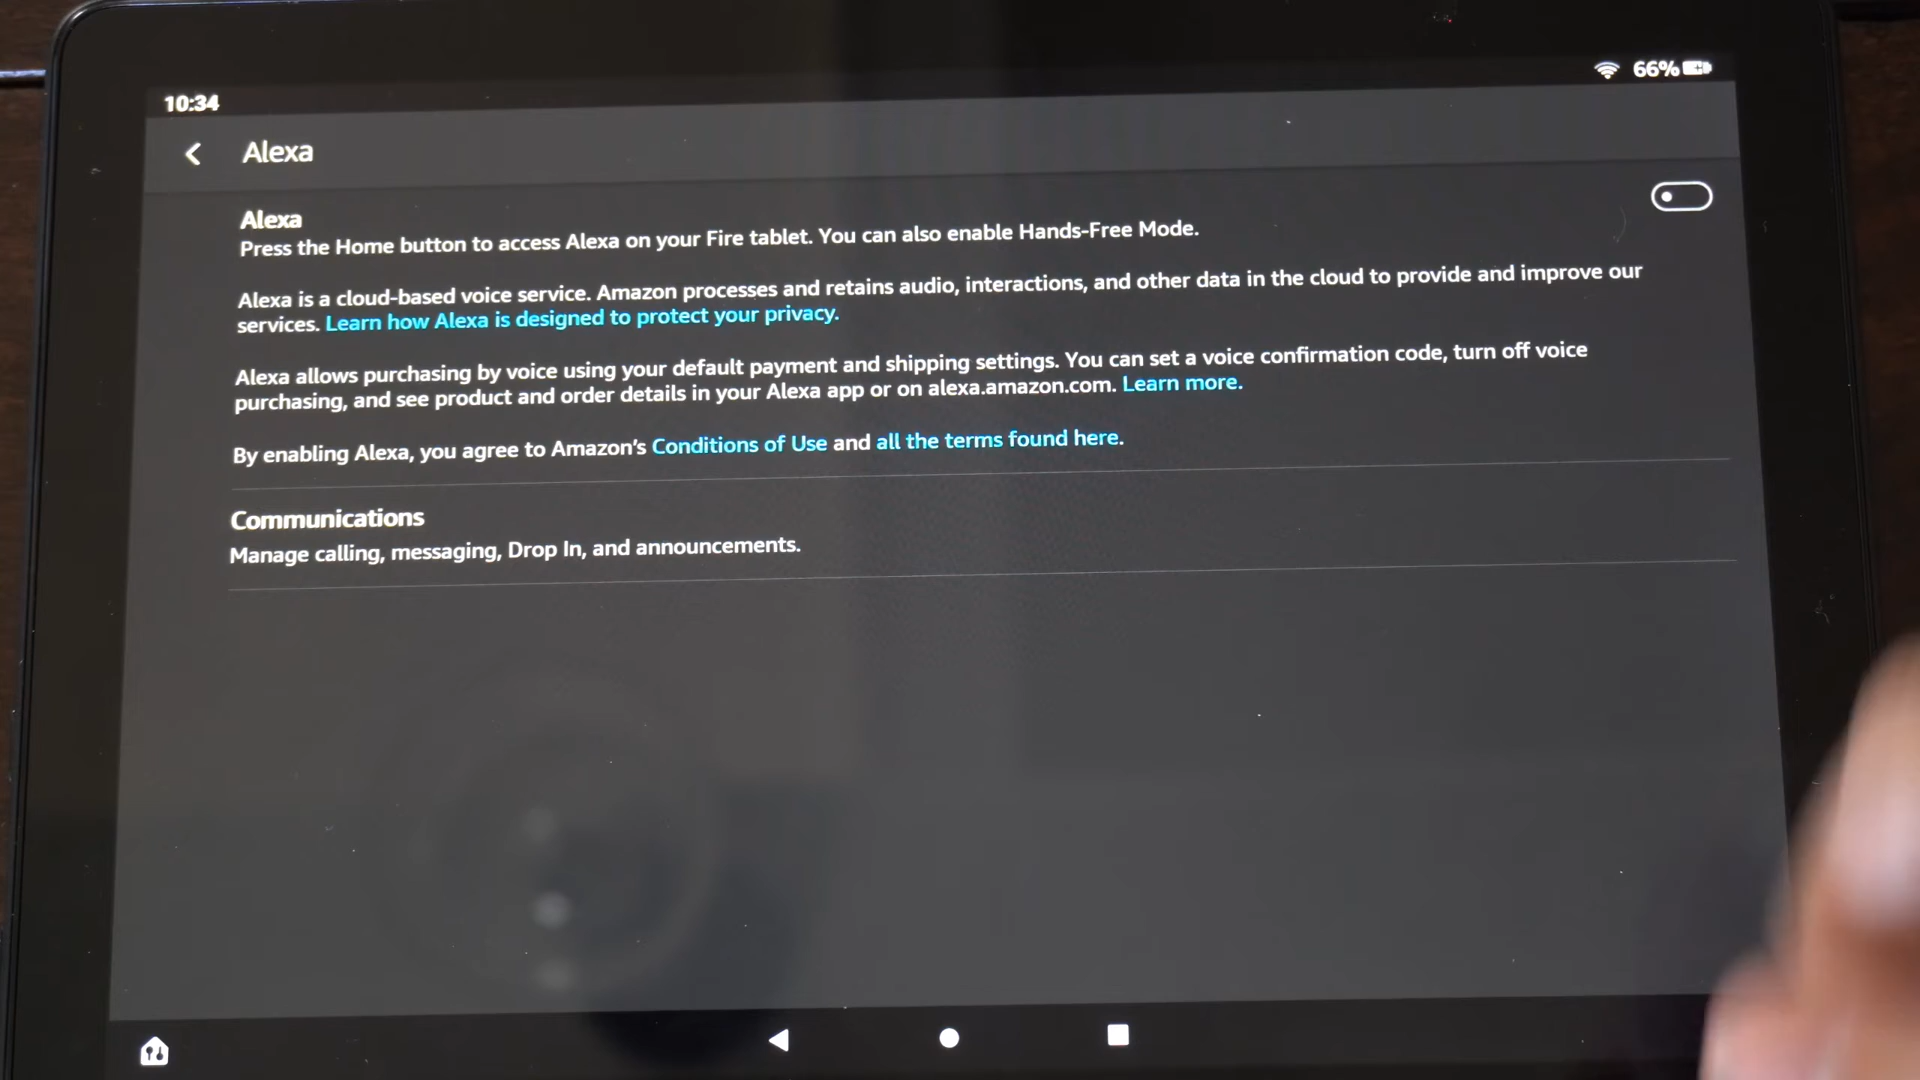 10:34
66%
Alexa
Alexa
Press the Home button to access Alexa on your Fire tablet. You can also enable Hands-Free Mode.
Alexa is a cloud-based voice service. Amazon processes and retains audio, interactions, and other data in the cloud to provide and improve our
services. Learn how Alexa is designed to protect your privacy.
Alexa allows purchasing by voice using your default payment and shipping settings. You can set a voice confirmation code, turn off voice
purchasing, and see product and order details in your Alexa app or on alexa.amazon.com. Learn more.
By enabling Alexa, you agree to Amazon's Conditions of Use and all the terms found here.
Communications
Manage calling, messaging, Drop In, and announcements.